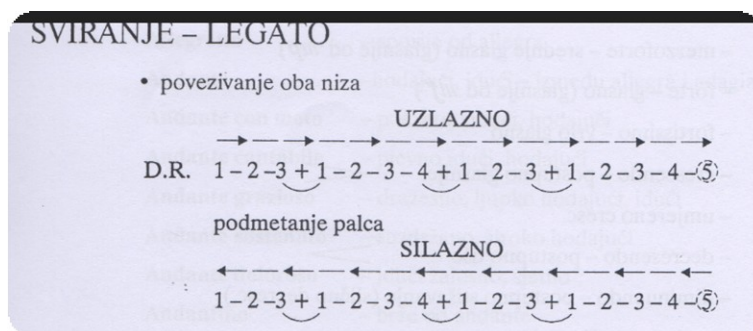 SVIRANJE – LEGATO
• povezivanje oba niza
UZLAZNO
D.R. 1 – 2 – 3 + 1 – 2 – 3 – 4 + 1 – 2 – 3 + 1 – 2 – 3 – 4 – 5
podmetanje palca
SILAZNO
1 – 2 – 3 + 1 – 2 – 3 – 4 + 1 – 2 – 3 + 1 – 2 – 3 – 4 – 5